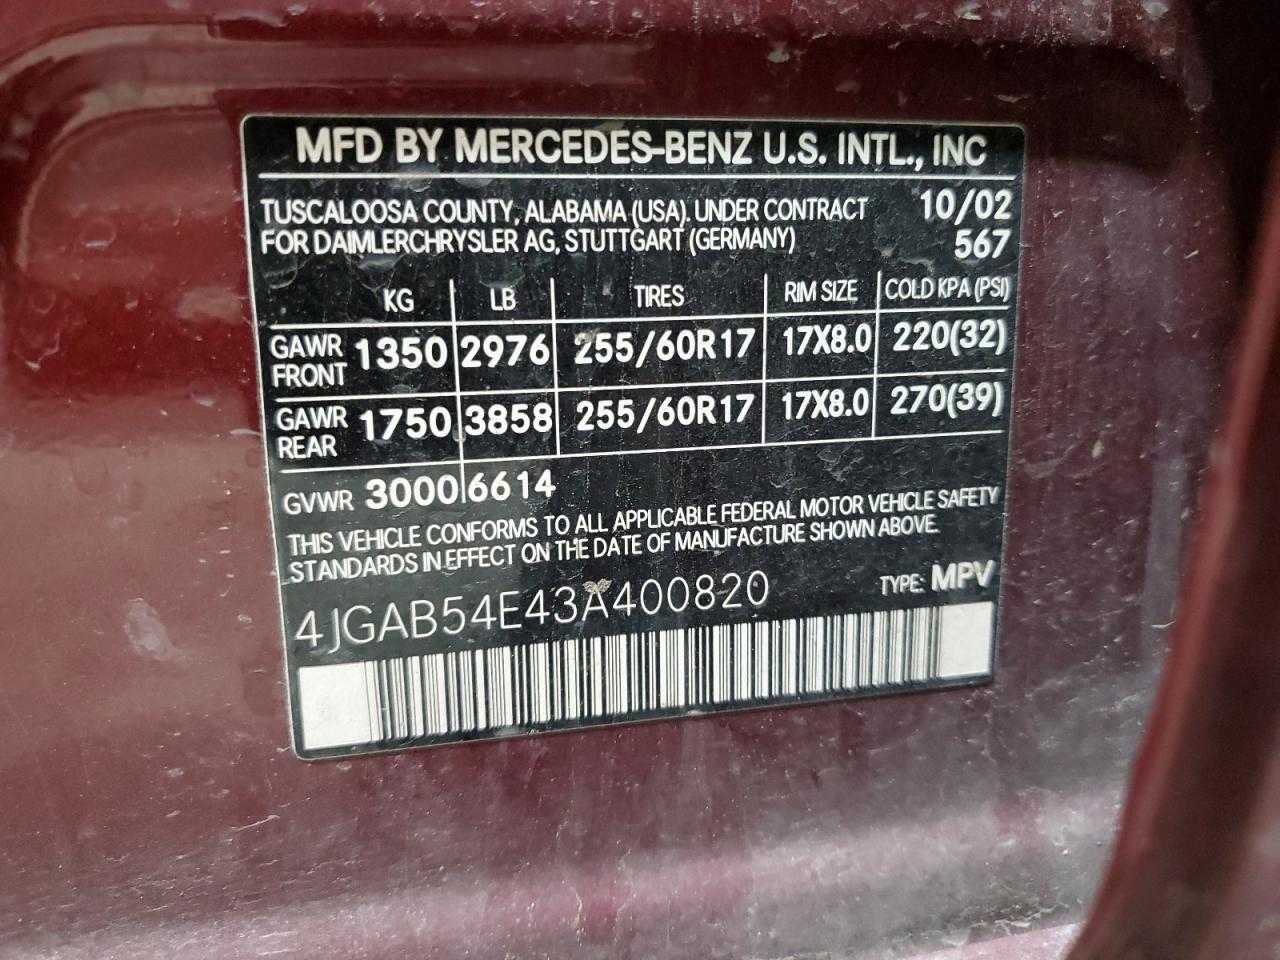 MFD BY MERCEDES-BENZ U.S. INTL., INC
TUSCALOOSA COUNTY, ALABAMA (USA). UNDER CONTRACT 10/02
FOR DAIMLERCHRYSLER AG, STUTTGART (GERMANY) 567
KG LB TIRES RIM SIZE COLD KPA (PSI)
GAWR FRONT 1350 2976 255/60R17 17X8.0 220(32)
GAWR REAR 1750 3858 255/60R17 17X8.0 270(39)
GVWR 3000 6614
THIS VEHICLE CONFORMS TO ALL APPLICABLE FEDERAL MOTOR VEHICLE SAFETY
STANDARDS IN EFFECT ON THE DATE OF MANUFACTURE SHOWN ABOVE.
4JGAB54E43A400820 TYPE: MPV